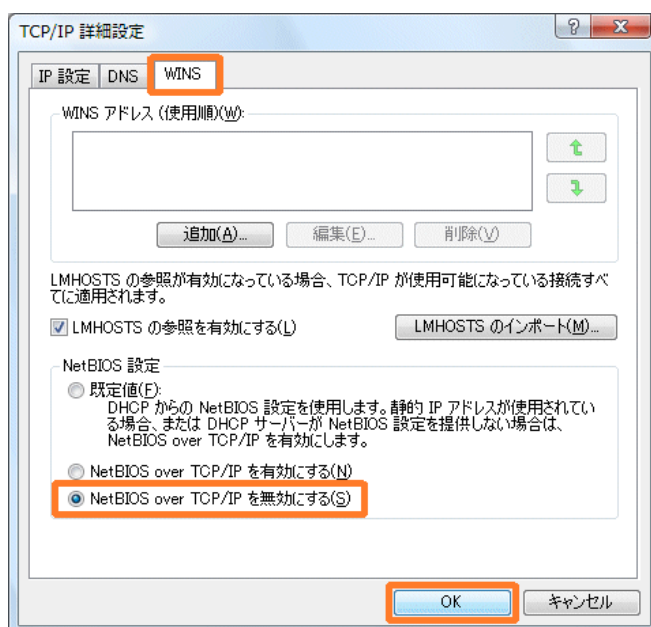 TCP/IP 詳細設定
IP 設定 DNS WINS
WINS アドレス (使用順)(W):
追加(A)... 編集(E)... 削除(V)
LMHOSTS の参照が有効になっている場合、TCP/IP が使用可能になっている接続すべ
てに適用されます。
LMHOSTS の参照を有効にする(L) LMHOSTS のインポート(M)...
NetBIOS 設定
既定値(F):
DHCP からの NetBIOS 設定を使用します。静的 IP アドレスが使用されてい
る場合、または DHCP サーバーが NetBIOS 設定を提供しない場合は、
NetBIOS over TCP/IP を有効にします。
NetBIOS over TCP/IP を有効にする(N)
NetBIOS over TCP/IP を無効にする(S)
OK キャンセル